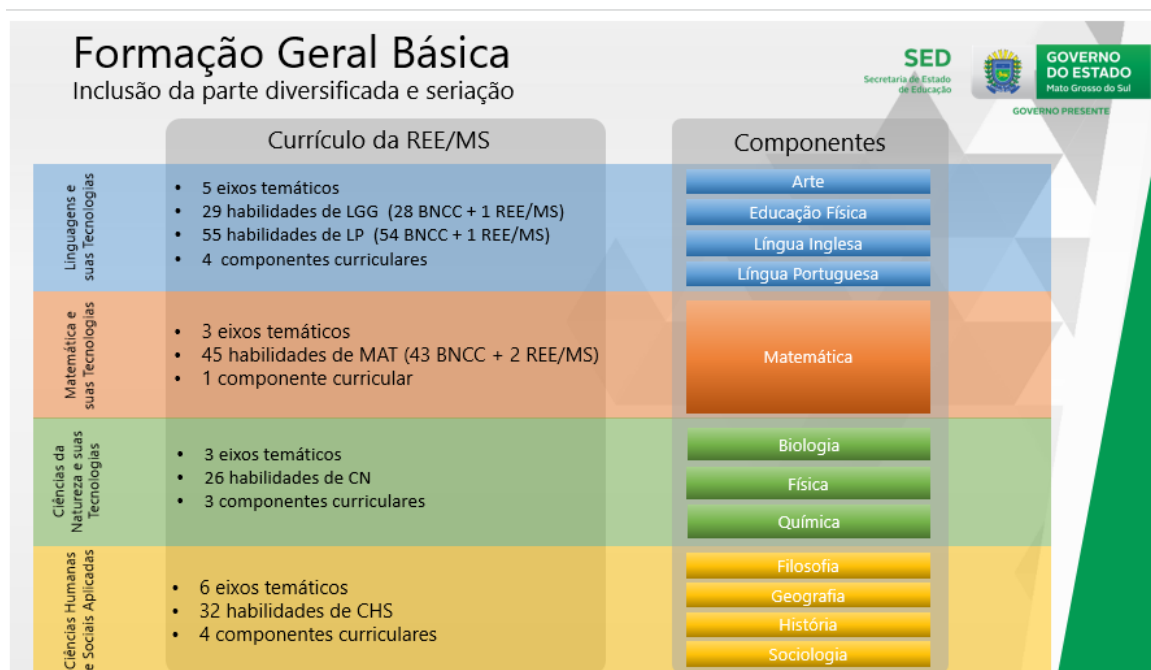 Formação Geral Básica
Inclusão da parte diversificada e seriação
SED
Secretaria de Estado
de Educação
GOVERNO
DO ESTADO
Mato Grosso do Sul
GOVERNO PRESENTE
Currículo da REE/MS
Componentes
Linguagens e
suas Tecnologias
• 5 eixos temáticos
• 29 habilidades de LGG (28 BNCC + 1 REE/MS)
• 55 habilidades de LP (54 BNCC + 1 REE/MS)
• 4 componentes curriculares
Arte
Educação Física
Língua Inglesa
Língua Portuguesa
Matemática e
suas Tecnologias
• 3 eixos temáticos
• 45 habilidades de MAT (43 BNCC + 2 REE/MS)
• 1 componente curricular
Matemática
Ciências da
Natureza e suas
Tecnologias
• 3 eixos temáticos
• 26 habilidades de CN
• 3 componentes curriculares
Biologia
Física
Química
Ciências Humanas
e Sociais Aplicadas
• 6 eixos temáticos
• 32 habilidades de CHS
• 4 componentes curriculares
Filosofia
Geografia
História
Sociologia